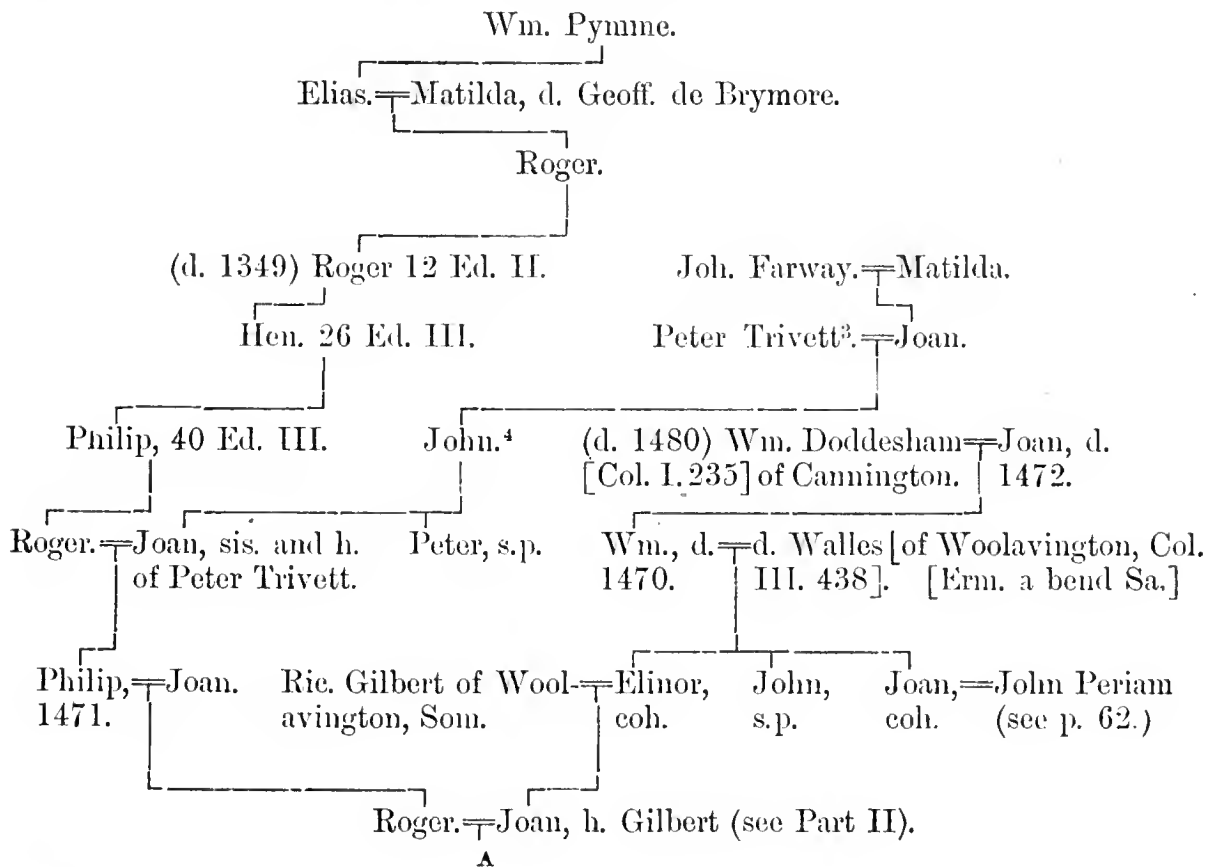 Wm. Pymme.
Elias. Matilda, d. Geoff. de Brymore.
Roger.
(d. 1349) Roger 12 Ed. II. Joh. Farway. Matilda.
Hen. 26 Ed. III. Peter Trivett³. Joan.
Philip, 40 Ed. III. John.⁴ (d. 1480) Wm. Doddesham Joan, d.
[Col. I. 235] of Cannington. 1472.
Roger. Joan, sis. and h. Peter, s.p. Wm., d. d. Walles [of Woolavington, Col.
of Peter Trivett. 1470. III. 438]. [Erm. a bend Sa.]
Philip, Joan. Ric. Gilbert of Wool- Elinor, John, Joan, John Periam
1471. avington, Som. coh. s.p. coh. (see p. 62.)
Roger. Joan, h. Gilbert (see Part II).
A